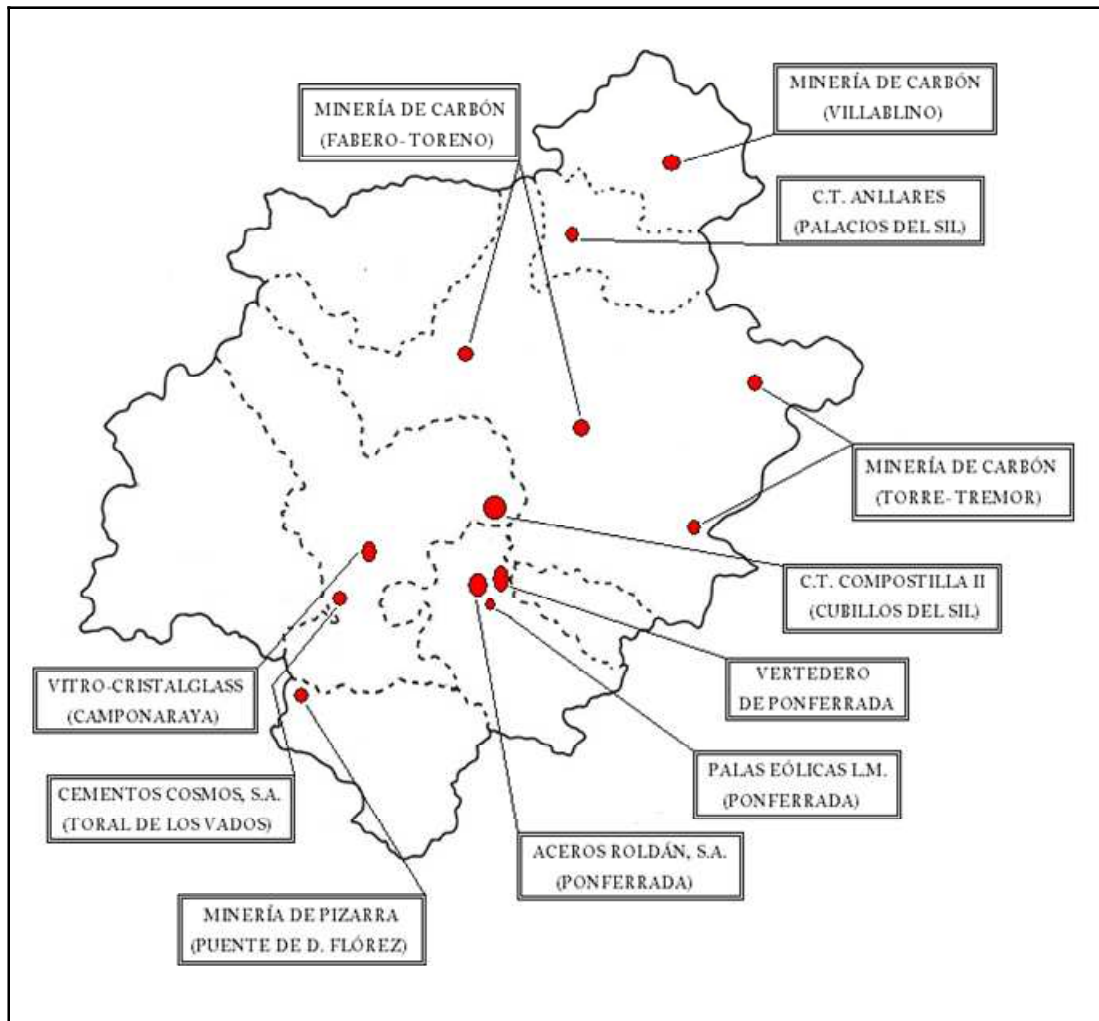 MINERÍA DE CARBÓN
(VILLABLINO)
MINERÍA DE CARBÓN
(FABERO- TORENO)
C.T. ANLLARES
(PALACIOS DEL SIL)
MINERÍA DE CARBÓN
(TORRE- TREMOR)
C.T. COMPOSTILLA II
(CUBILLOS DEL SIL)
VITRO-CRISTALGLASS
(CAMPONARAYA)
VERTEDERO
DE PONFERRADA
CEMENTOS COSMOS, S.A.
(TORAL DE LOS VADOS)
PALAS EÓLICAS L.M.
(PONFERRADA)
ACEROS ROLDÁN, S.A.
(PONFERRADA)
MINERÍA DE PIZARRA
(PUENTE DE D. FLÓREZ)